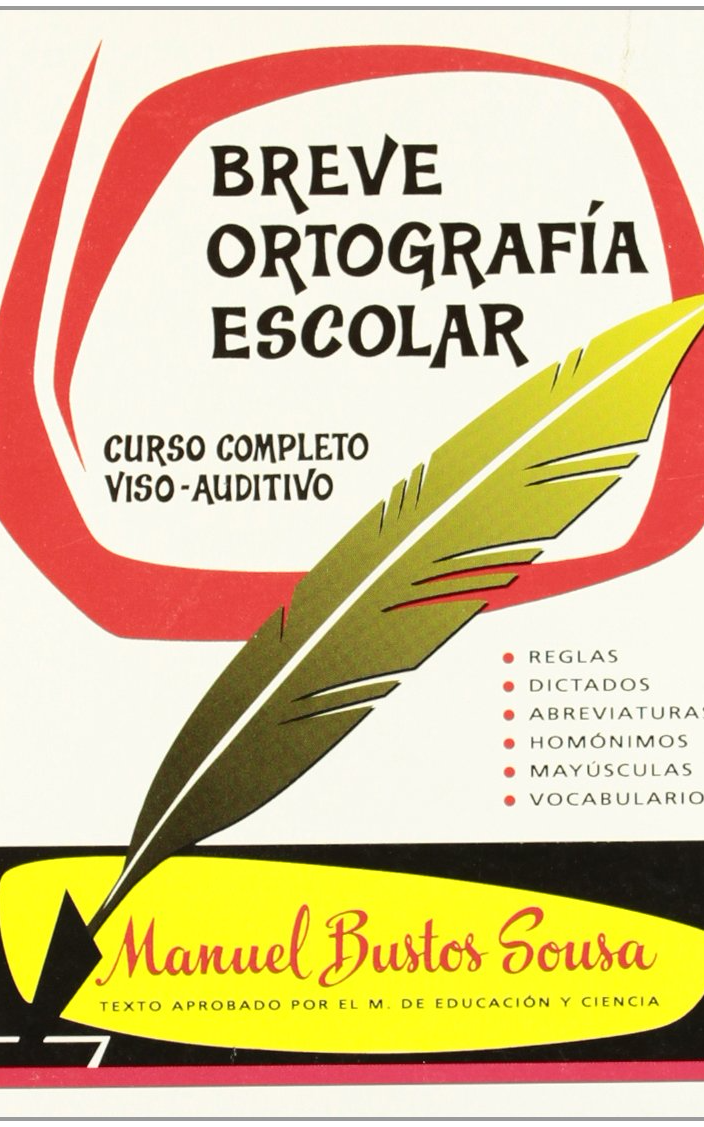 BREVE
ORTOGRAFÍA
ESCOLAR
CURSO COMPLETO
VISO-AUDITIVO
• REGLAS
• DICTADOS
• ABREVIATURAS
• HOMÓNIMOS
• MAYÚSCULAS
• VOCABULARIO
Manuel Bustos Sousa
TEXTO APROBADO POR EL M. DE EDUCACIÓN Y CIENCIA